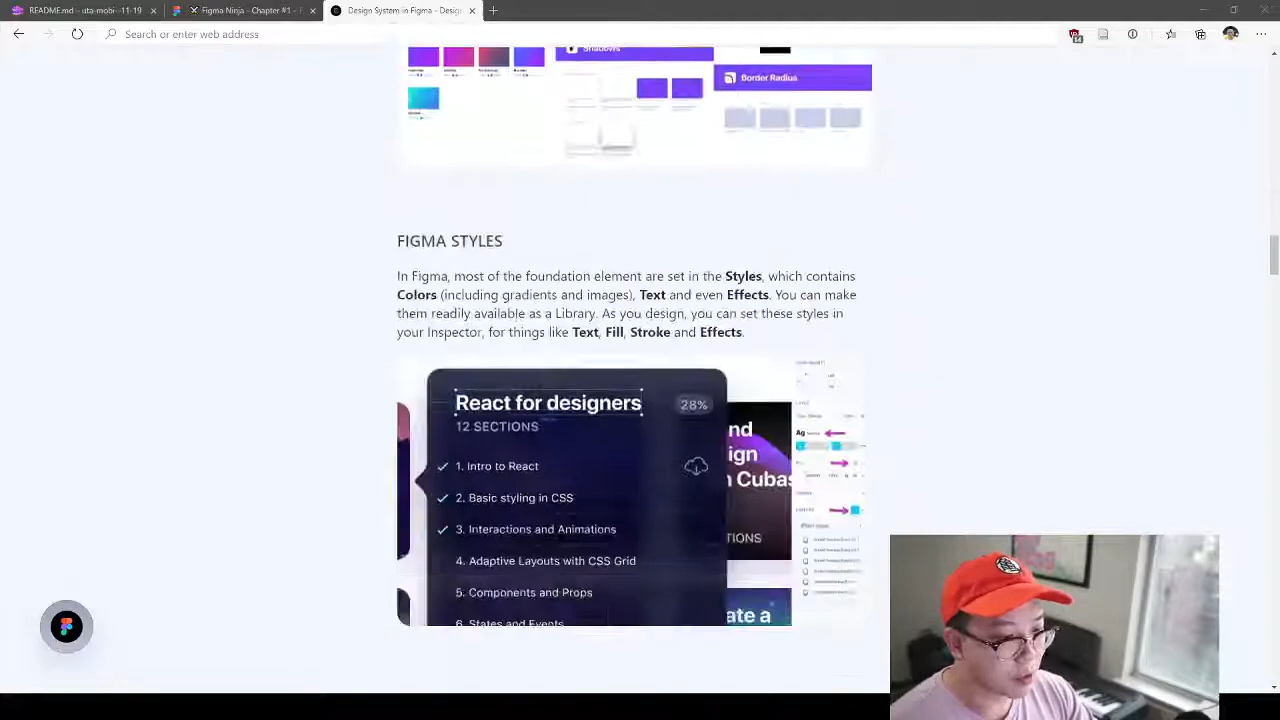 README.md - uta-mobi--11-19
Figma Ninja - Chapter #1 - F
Design System in Figma - Desig
Search or enter web address
Shadows
Border Radius
FIGMA STYLES
In Figma, most of the foundation element are set in the Styles, which contains
Colors (including gradients and images), Text and even Effects. You can make
them readily available as a Library. As you design, you can set these styles in
your Inspector, for things like Text, Fill, Stroke and Effects.
React for designers
28%
12 SECTIONS
1. Intro to React
2. Basic styling in CSS
3. Interactions and Animations
4. Adaptive Layouts with CSS Grid
5. Components and Props
6. States and Events
nd
ign
n Cubas
TIONS
ate a
Ag